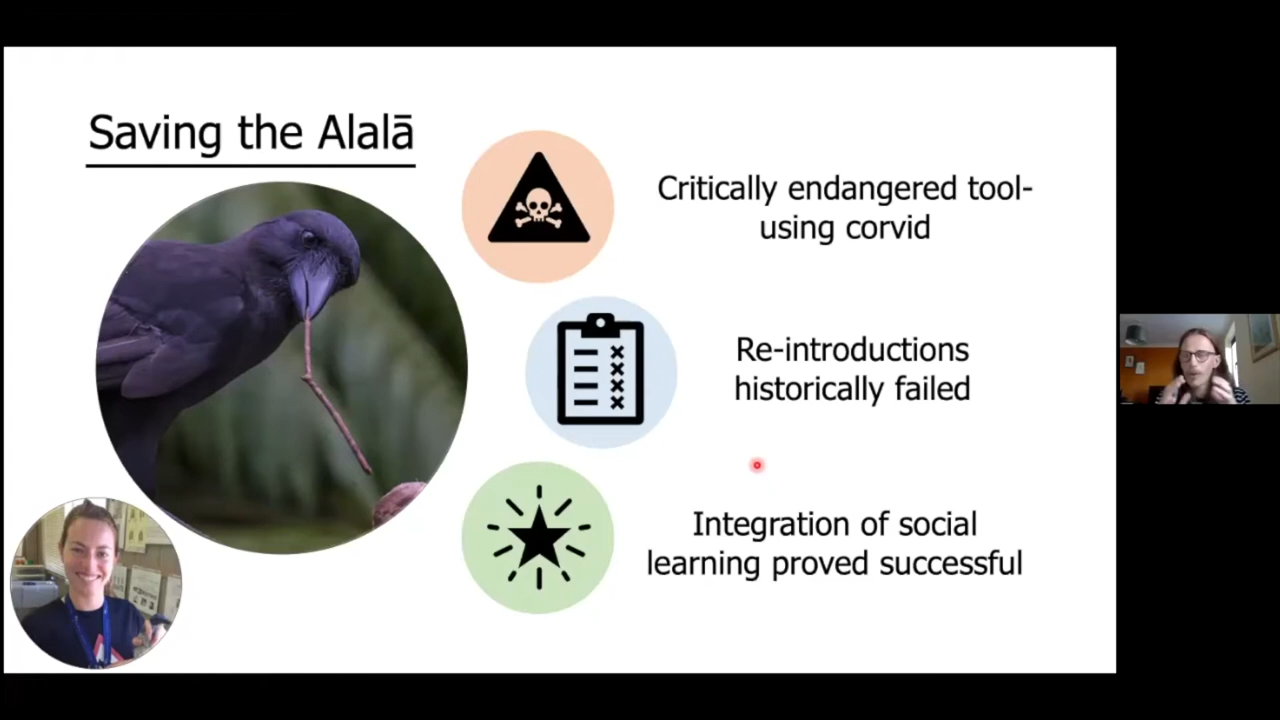 Saving the Alalā
Critically endangered tool-
using corvid
Re-introductions
historically failed
Integration of social
learning proved successful